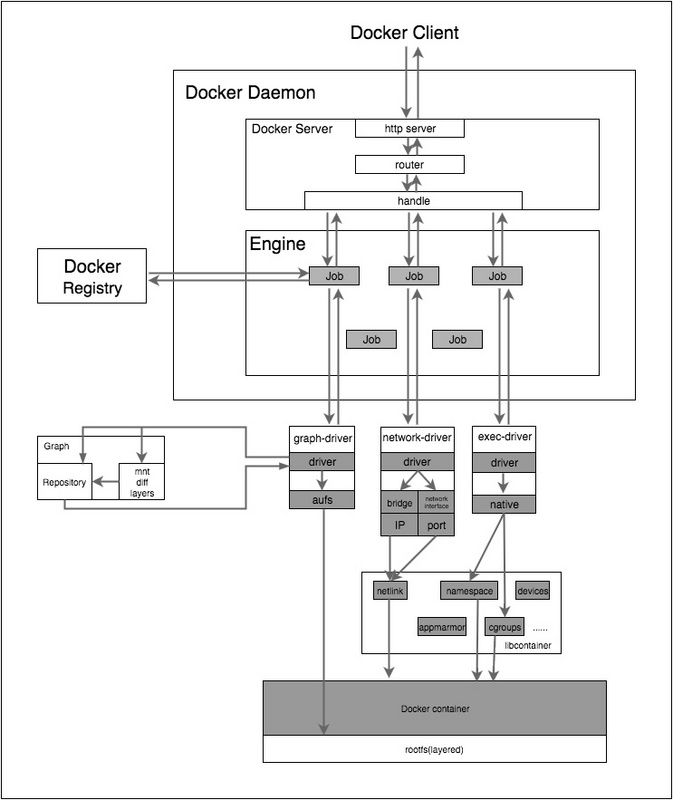 Docker Client
Docker Daemon
Docker Server
http server
router
handle
Engine
Docker
Registry
Job
Job
Job
Job
Job
graph-driver
network-driver
exec-driver
Graph
driver
driver
driver
Repository
mnt
diff
layers
aufs
bridge
network
interface
native
IP
port
netlink
namespace
devices
appmarmor
cgroups
......
libcontainer
Docker container
rootfs(layered)